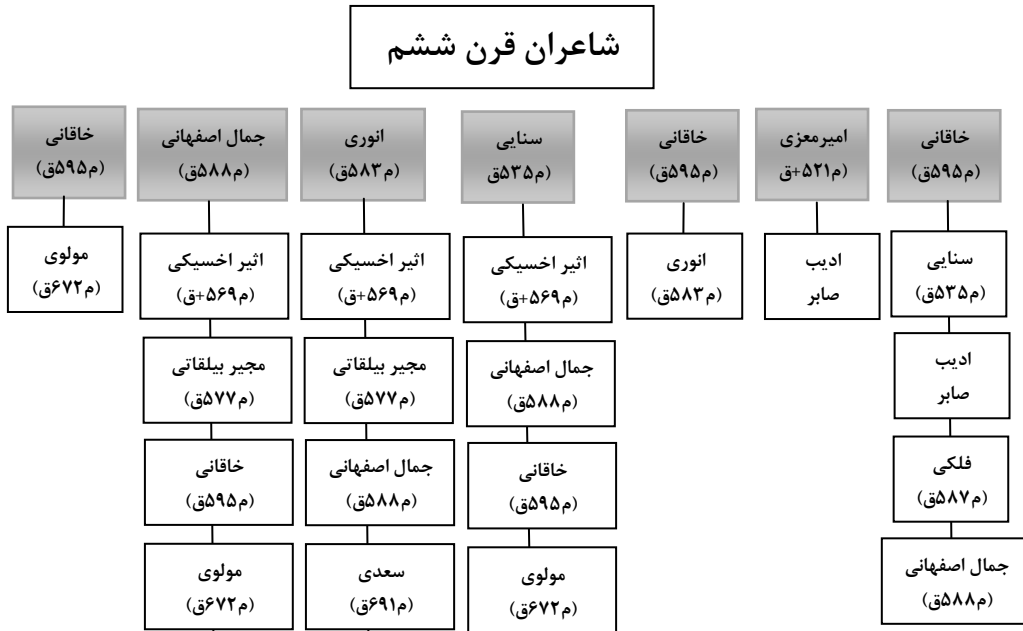 شاعران قرن ششم
خاقانی
(م۵۹۵ق)
سنایی
(م۵۳۵ق)
ادیب
صابر
فلکی
(م۵۸۷ق)
جمال اصفهانی
(م۵۸۸ق)
امیرمعزی
(م۵۲۱+ق
ادیب
صابر
خاقانی
(م۵۹۵ق)
انوری
(م۵۸۳ق)
سنایی
(م۵۳۵ق
اثیر اخسیکی
(م۵۶۹+ق)
جمال اصفهانی
(م۵۸۸ق)
خاقانی
(م۵۹۵ق)
مولوی
(م۶۷۲ق)
انوری
(م۵۸۳ق)
اثیر اخسیکی
(م۵۶۹+ق)
مجیر بیلقاتی
(م۵۷۷ق)
جمال اصفهانی
(م۵۸۸ق)
سعدی
(م۶۹۱ق)
جمال اصفهانی
(م۵۸۸ق)
اثیر اخسیکی
(م۵۶۹+ق)
مجیر بیلقاتی
(م۵۷۷ق)
خاقانی
(م۵۹۵ق)
مولوی
(م۶۷۲ق)
خاقانی
(م۵۹۵ق)
مولوی
(م۶۷۲ق)